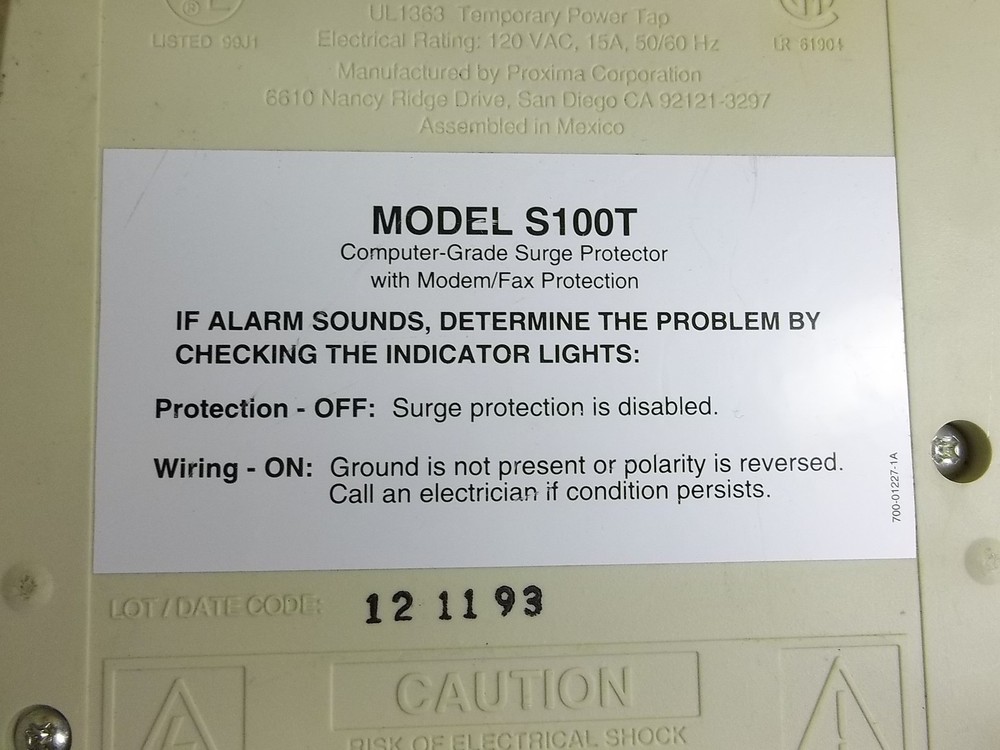 UL1363 Temporary Power Tap
LISTED 99J1 Electrical Rating: 120 VAC, 15A, 50/60 Hz LR 61904
Manufactured by Proxima Corporation
6610 Nancy Ridge Drive, San Diego CA 92121-3297
Assembled in Mexico
MODEL S100T
Computer-Grade Surge Protector
with Modem/Fax Protection
IF ALARM SOUNDS, DETERMINE THE PROBLEM BY
CHECKING THE INDICATOR LIGHTS:
Protection - OFF: Surge protection is disabled.
Wiring - ON: Ground is not present or polarity is reversed.
Call an electrician if condition persists.
700-01227-1A
LOT / DATE CODE: 12 11 93
CAUTION
RISK OF ELECTRICAL SHOCK